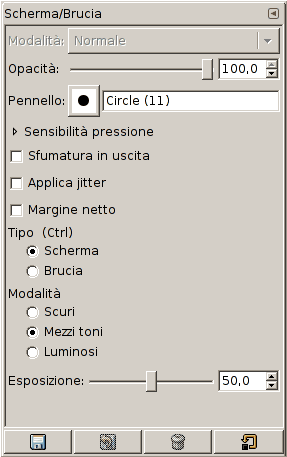 Scherma/Brucia
Modalità: Normale
Opacità: 100,0
Pennello: Circle (11)
Sensibilità pressione
Sfumatura in uscita
Applica jitter
Margine netto
Tipo (Ctrl)
Scherma
Brucia
Modalità
Scuri
Mezzi toni
Luminosi
Esposizione: 50,0